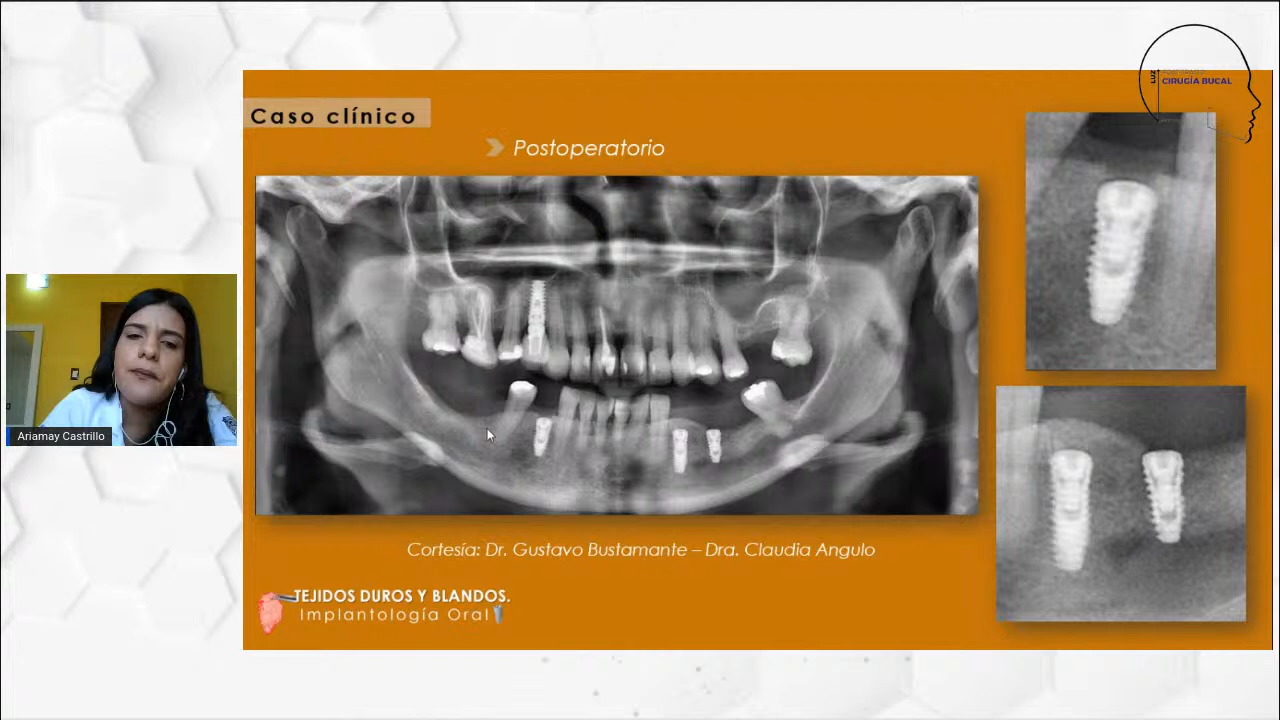 LUZ
CIRUGÍA BUCAL
Caso clínico
Postoperatorio
Ariamay Castrillo
Cortesía: Dr. Gustavo Bustamante – Dra. Claudia Angulo
TEJIDOS DUROS Y BLANDOS.
Implantología Oral